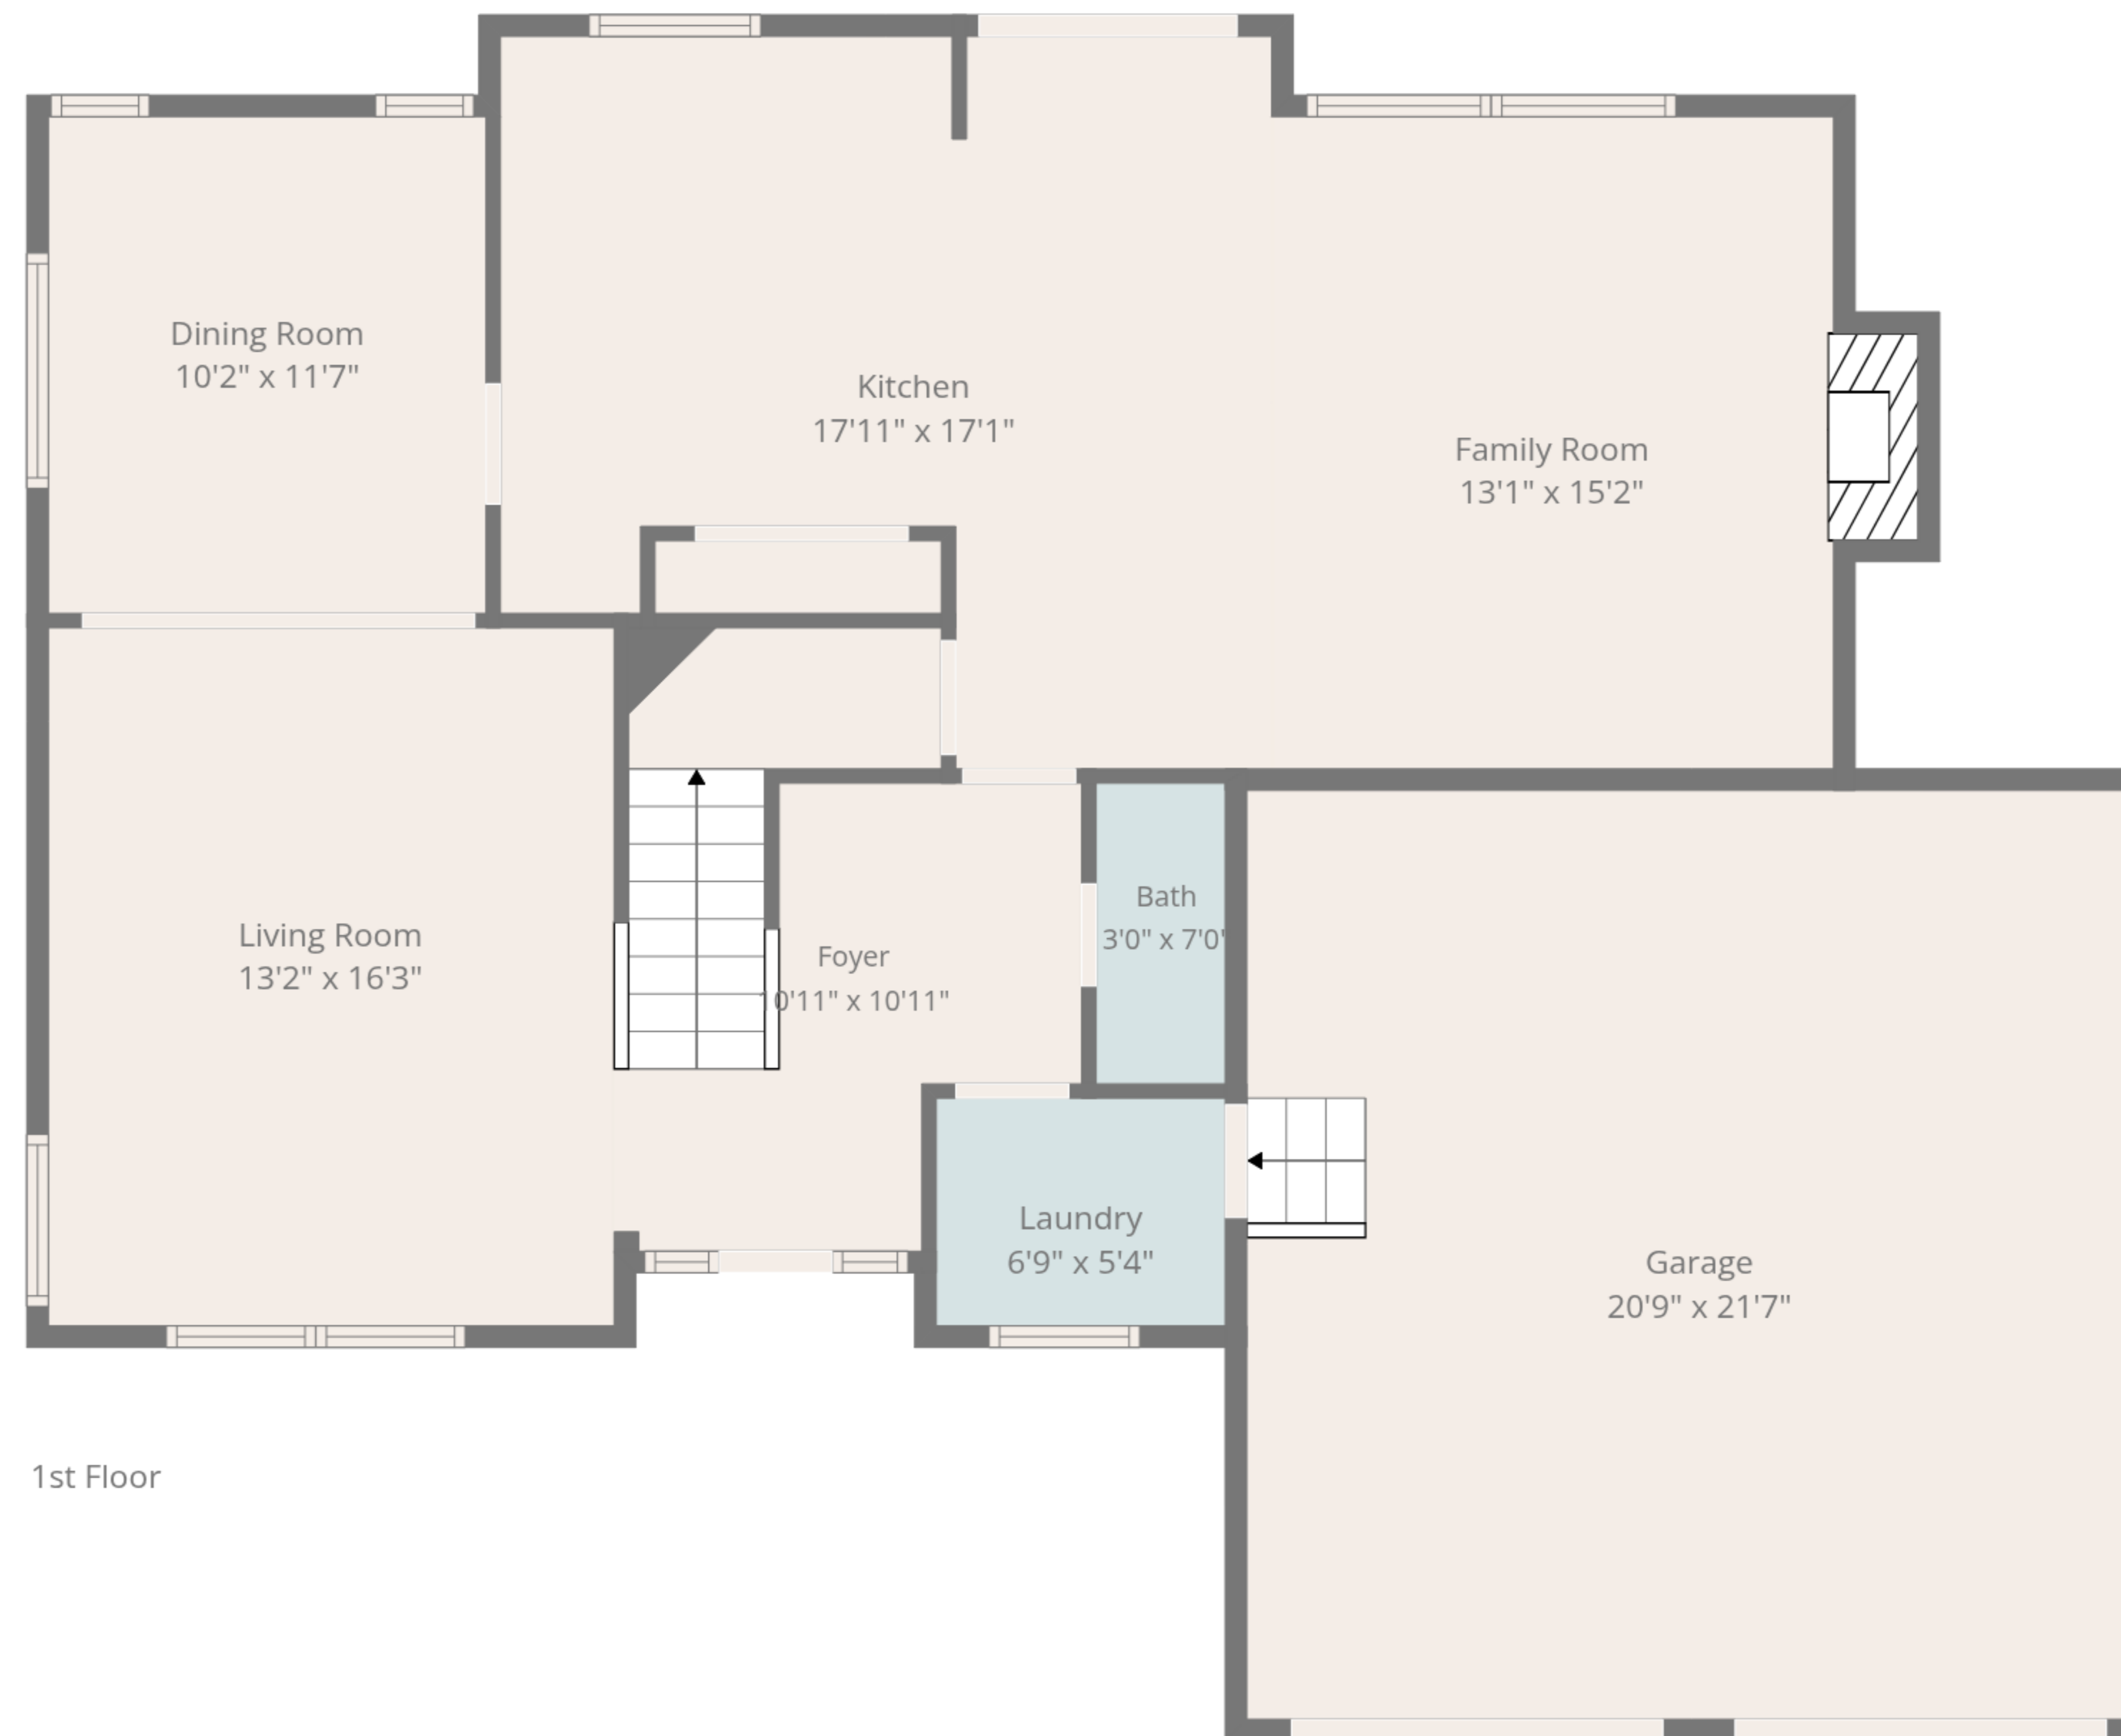 Dining Room
10'2" x 11'7"
Kitchen
17'11" x 17'1"
Family Room
13'1" x 15'2"
Living Room
13'2" x 16'3"
Foyer
10'11" x 10'11"
Bath
3'0" x 7'0"
Laundry
6'9" x 5'4"
Garage
20'9" x 21'7"
1st Floor